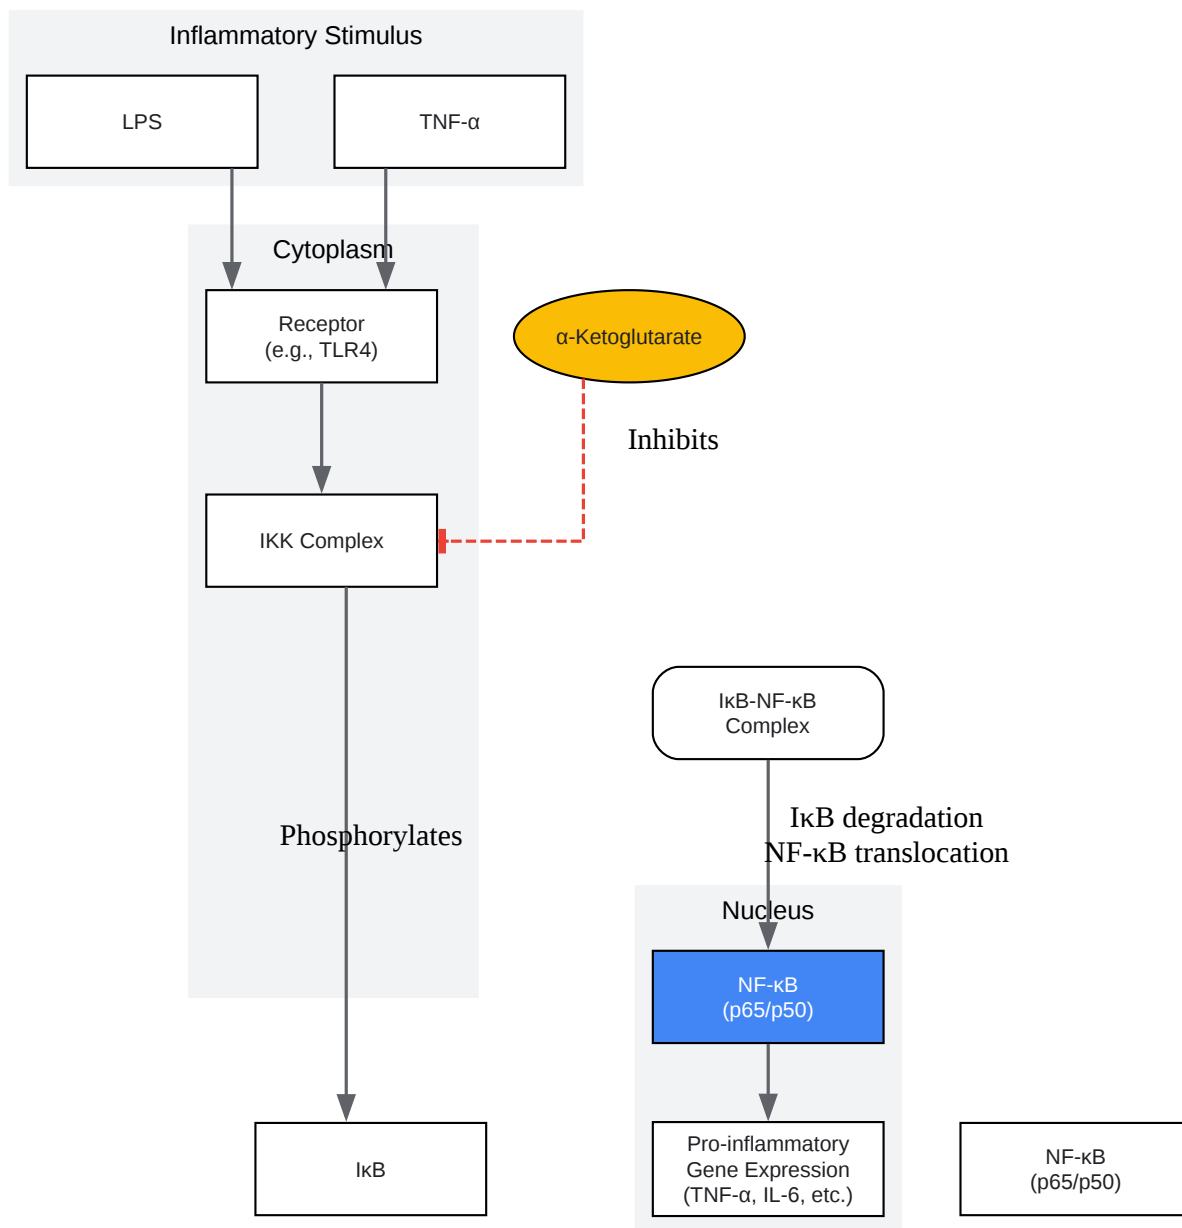 Inflammatory Stimulus
LPS
TNF-α
Cytoplasm
Receptor
(e.g., TLR4)
α-Ketoglutarate
Inhibits
IKK Complex
IκB-NF-κB
Complex
Phosphorylates
IκB degradation
NF-κB translocation
Nucleus
NF-κB
(p65/p50)
IκB
Pro-inflammatory
Gene Expression
(TNF-α, IL-6, etc.)
NF-κB
(p65/p50)